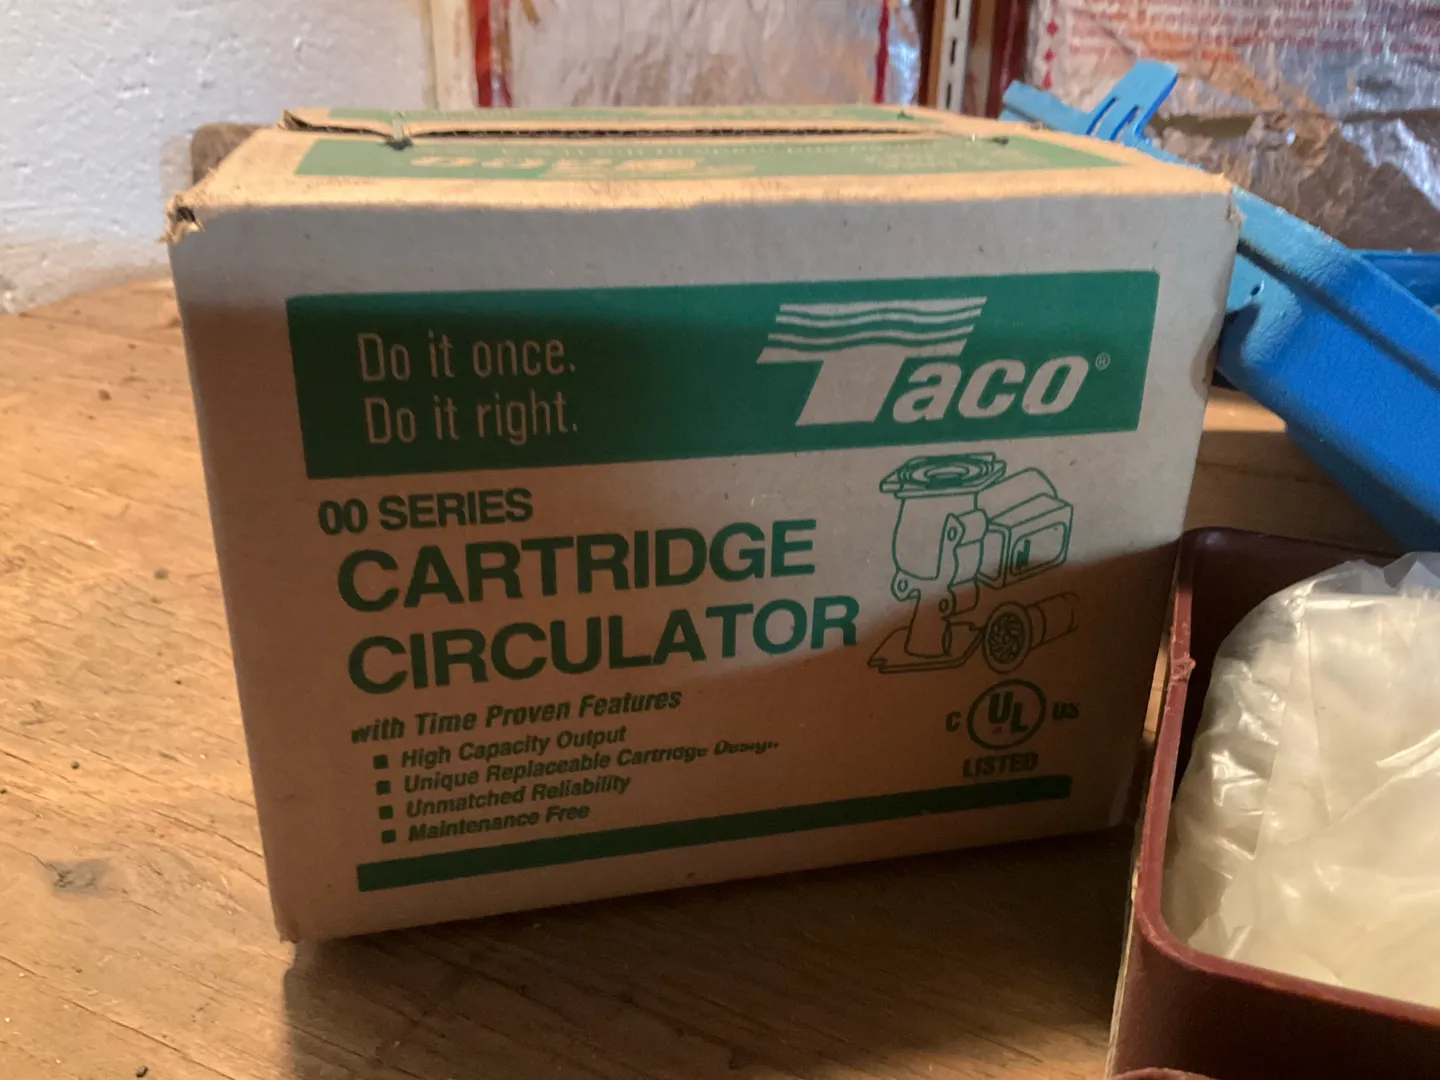 Do it once.
Do it right.
Taco®
00 SERIES
CARTRIDGE
CIRCULATOR
with Time Proven Features
■ High Capacity Output
■ Unique Replaceable Cartridge Design
■ Unmatched Reliability
■ Maintenance Free
C UL US
LISTED